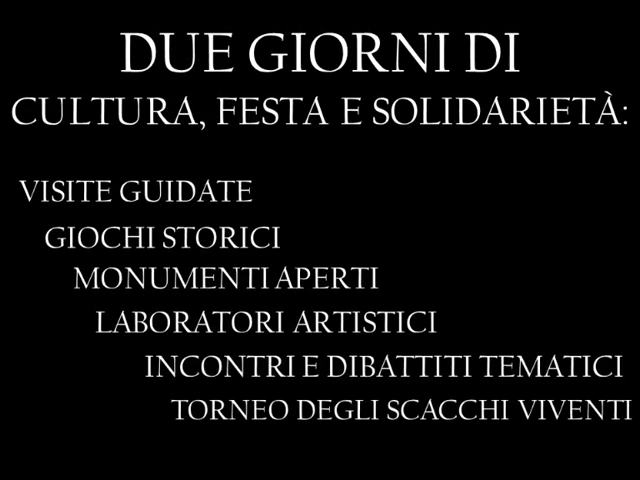 DUE GIORNI DI
CULTURA, FESTA E SOLIDARIETÀ:
VISITE GUIDATE
GIOCHI STORICI
MONUMENTI APERTI
LABORATORI ARTISTICI
INCONTRI E DIBATTITI TEMATICI
TORNEO DEGLI SCACCHI VIVENTI